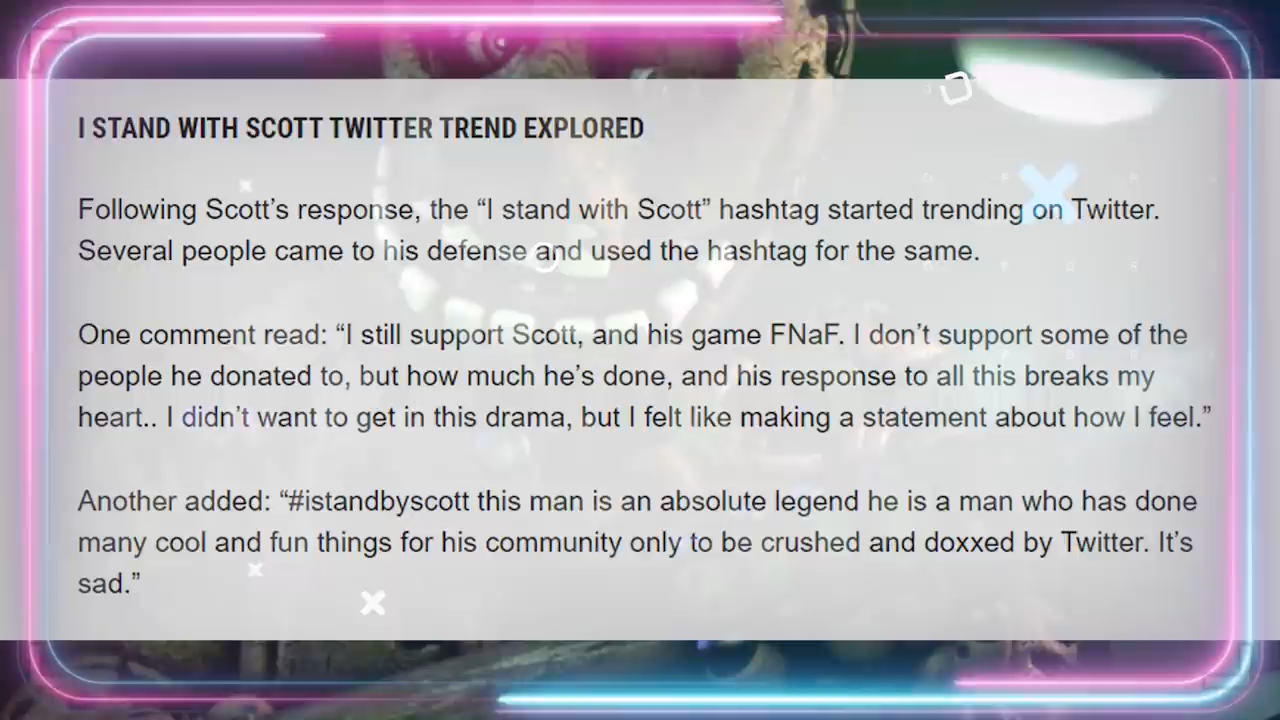 I STAND WITH SCOTT TWITTER TREND EXPLORED
Following Scott’s response, the “I stand with Scott” hashtag started trending on Twitter.
Several people came to his defense and used the hashtag for the same.
One comment read: “I still support Scott, and his game FNaF. I don’t support some of the
people he donated to, but how much he’s done, and his response to all this breaks my
heart.. I didn’t want to get in this drama, but I felt like making a statement about how I feel.”
Another added: “#istandbyscott this man is an absolute legend he is a man who has done
many cool and fun things for his community only to be crushed and doxxed by Twitter. It’s
sad.”